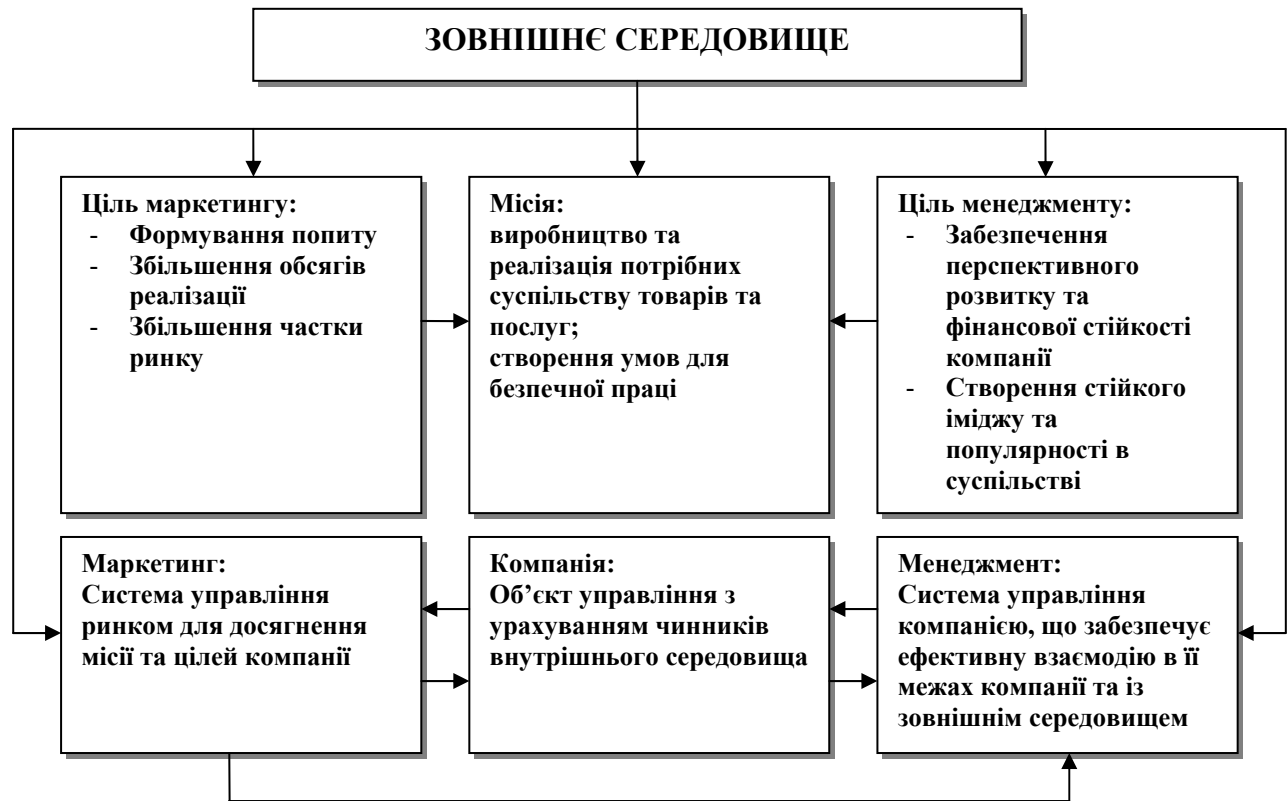 ЗОВНІШНЄ СЕРЕДОВИЩЕ
Ціль маркетингу:
- Формування попиту
- Збільшення обсягів
реалізації
- Збільшення частки
ринку
Місія:
виробництво та
реалізація потрібних
суспільству товарів та
послуг;
створення умов для
безпечної праці
Ціль менеджменту:
- Забезпечення
перспективного
розвитку та
фінансової стійкості
компанії
- Створення стійкого
іміджу та
популярності в
суспільстві
Маркетинг:
Система управління
ринком для досягнення
місії та цілей компанії
Компанія:
Об’єкт управління з
урахуванням чинників
внутрішнього середовища
Менеджмент:
Система управління
компанією, що забезпечує
ефективну взаємодію в її
межах компанії та із
зовнішнім середовищем